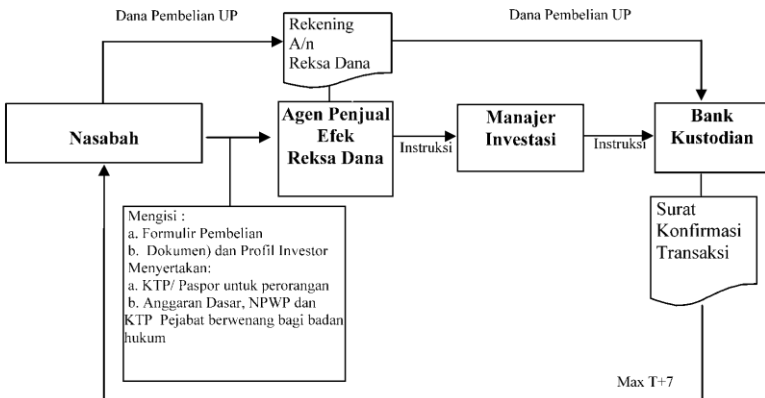 Dana Pembelian UP
Dana Pembelian UP
Rekening
A/n
Reksa Dana
Nasabah
Agen Penjual
Efek
Reksa Dana
Instruksi
Manajer
Investasi
Instruksi
Bank
Kustodian
Mengisi :
a. Formulir Pembelian
b. Dokumen) dan Profil Investor
Menyertakan:
a. KTP/ Paspor untuk perorangan
b. Anggaran Dasar, NPWP dan
KTP Pejabat berwenang bagi badan
hukum
Surat
Konfirmasi
Transaksi
Max T+7